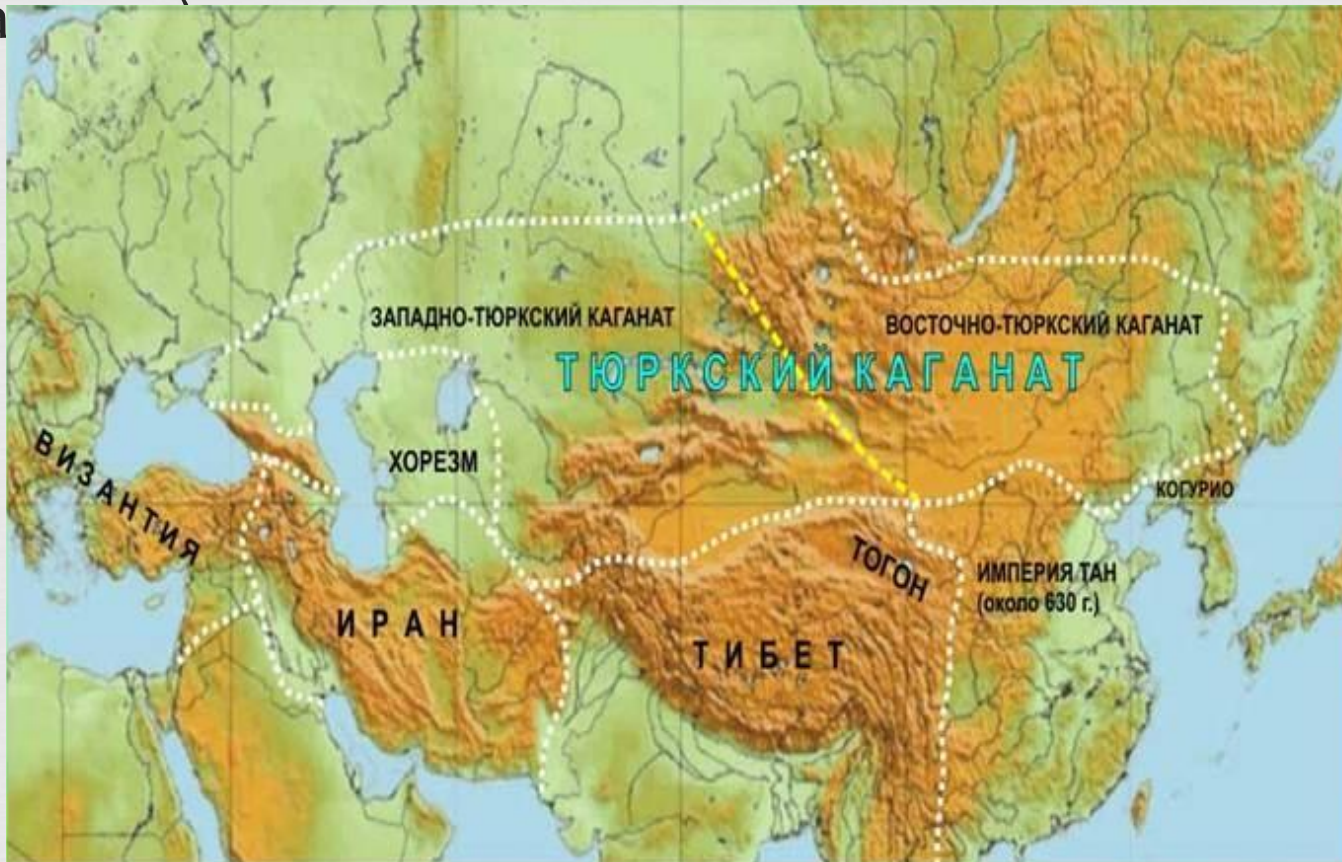 а
ЗАПАДНО-ТЮРКСКИЙ КАГАНАТ
ВОСТОЧНО-ТЮРКСКИЙ КАГАНАТ
ТЮРКСКИЙ КАГАНАТ
ВИЗАНТИЯ
ХОРЕЗМ
КОГУРИО
ТОГОН
ИМПЕРИЯ ТАН
(около 630 г.)
ИРАН
ТИБЕТ